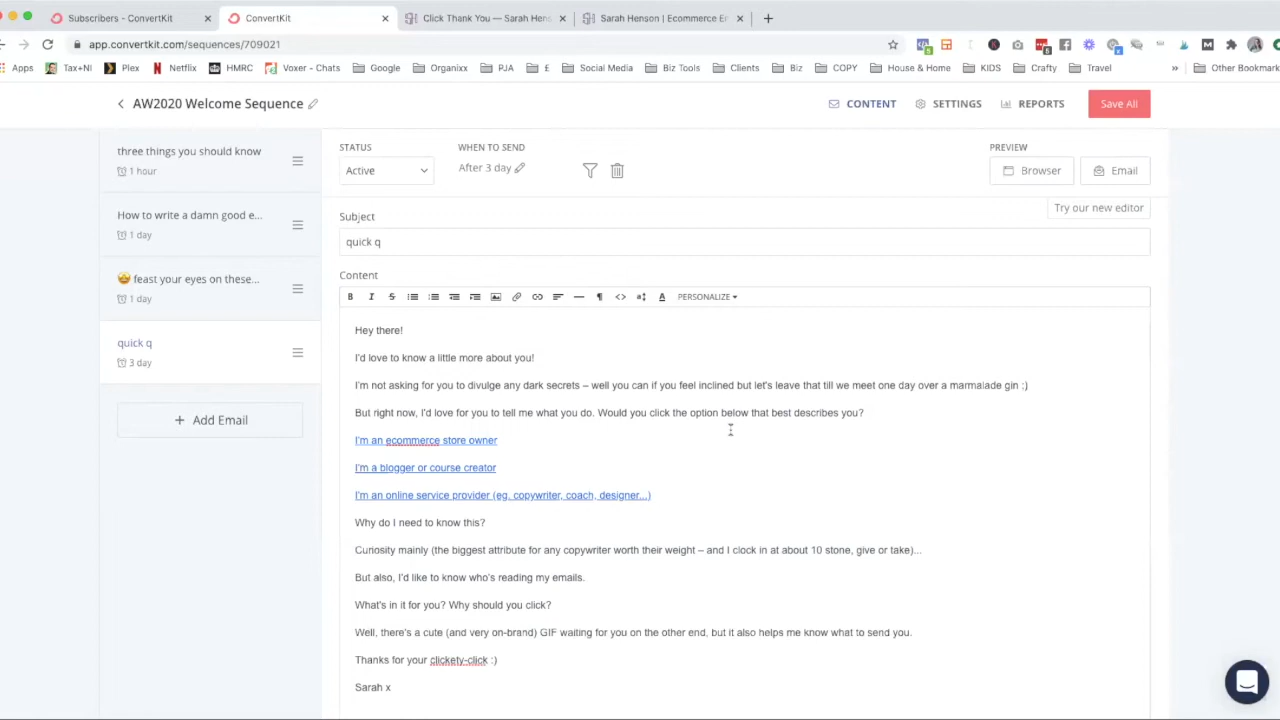 Subscribers - ConvertKit
ConvertKit
Click Thank You — Sarah Hens
Sarah Henson | Ecommerce Er
app.convertkit.com/sequences/709021
Apps
Tax+NI
Plex
Netflix
HMRC
Voxer - Chats
Google
Organixx
PJA
£
Social Media
Biz Tools
Clients
Biz
COPY
House & Home
KIDS
Crafty
Travel
Other Bookmark
AW2020 Welcome Sequence
CONTENT
SETTINGS
REPORTS
Save All
three things you should know
1 hour
How to write a damn good e...
1 day
🤩 feast your eyes on these...
1 day
quick q
3 day
+ Add Email
STATUS
Active
WHEN TO SEND
After 3 day
PREVIEW
Browser
Email
Try our new editor
Subject
quick q
Content
PERSONALIZE
Hey there!
I'd love to know a little more about you!
I'm not asking for you to divulge any dark secrets – well you can if you feel inclined but let's leave that till we meet one day over a marmalade gin ;)
But right now, I'd love for you to tell me what you do. Would you click the option below that best describes you?
I'm an ecommerce store owner
I'm a blogger or course creator
I'm an online service provider (eg. copywriter, coach, designer...)
Why do I need to know this?
Curiosity mainly (the biggest attribute for any copywriter worth their weight – and I clock in at about 10 stone, give or take)...
But also, I'd like to know who's reading my emails.
What's in it for you? Why should you click?
Well, there's a cute (and very on-brand) GIF waiting for you on the other end, but it also helps me know what to send you.
Thanks for your clickety-click :)
Sarah x